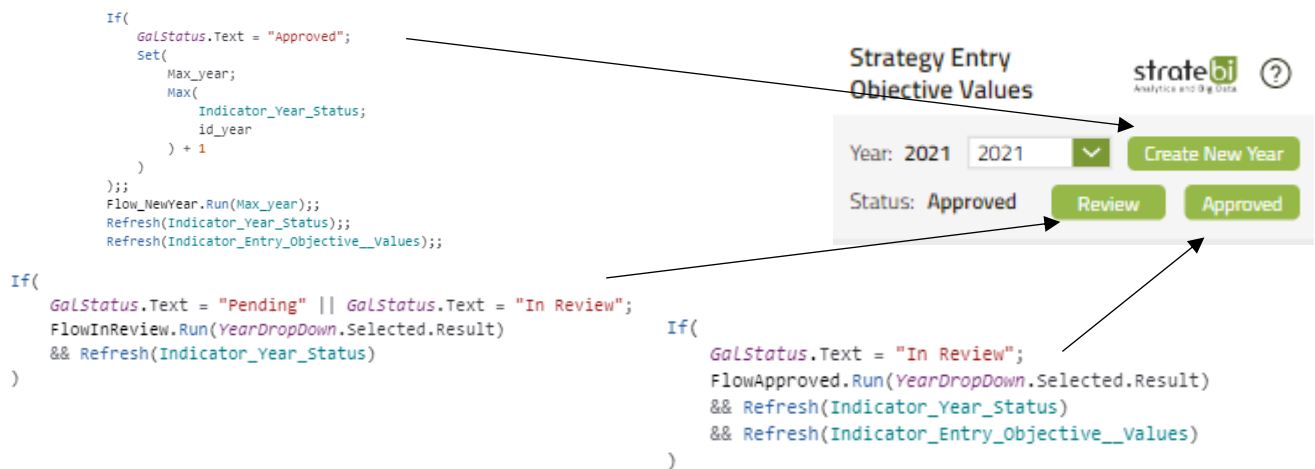 If(
    GalStatus.Text = "Approved";
    Set(
        Max_year;
        Max(
            Indicator_Year_Status;
            id_year
        ) + 1
    )
);;
Flow_NewYear.Run(Max_year);;
Refresh(Indicator_Year_Status);;
Refresh(Indicator_Entry_Objective__Values);;
Strategy Entry
Objective Values
stratebi
Analytics and Big Data
?
Year: 2021 2021 Create New Year
Status: Approved Review Approved
If(
    GalStatus.Text = "Pending" || GalStatus.Text = "In Review";
    FlowInReview.Run(YearDropDown.Selected.Result)
    && Refresh(Indicator_Year_Status)
)
If(
    GalStatus.Text = "In Review";
    FlowApproved.Run(YearDropDown.Selected.Result)
    && Refresh(Indicator_Year_Status)
    && Refresh(Indicator_Entry_Objective__Values)
)